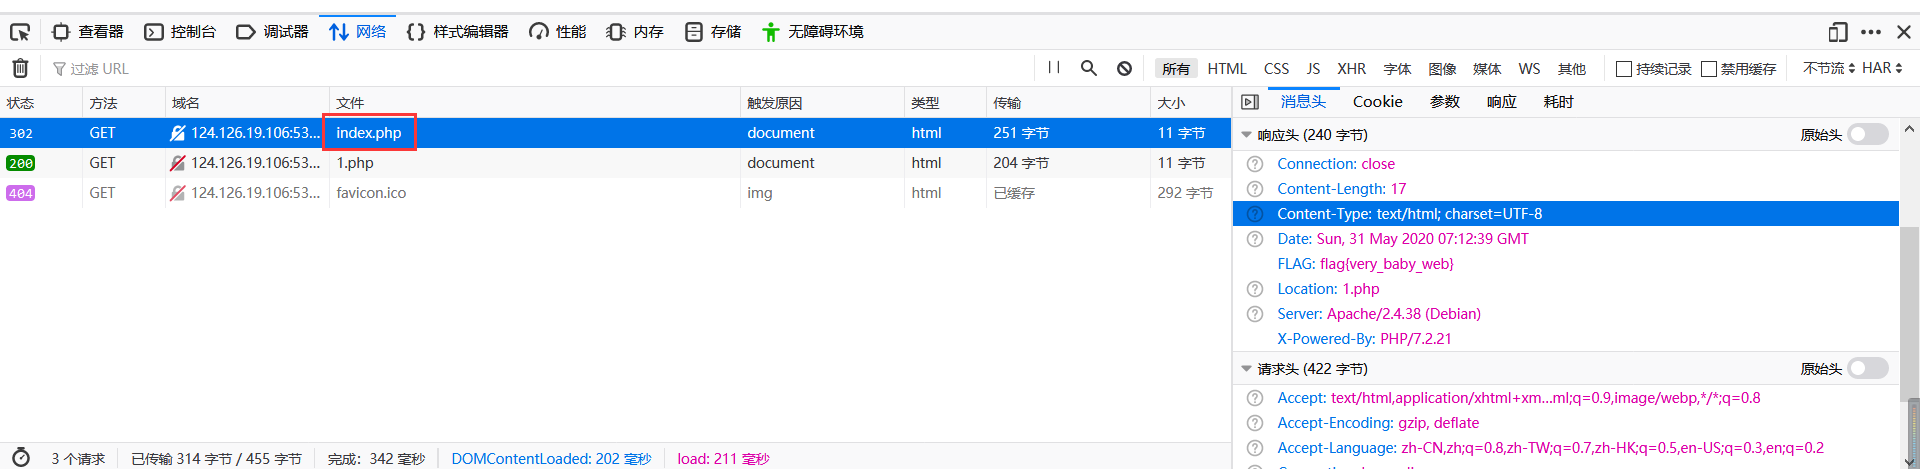 查看器 控制台 调试器 网络 样式编辑器 性能 内存 存储 无障碍环境
过滤 URL 所有 HTML CSS JS XHR 字体 图像 媒体 WS 其他 持续记录 禁用缓存 不节流 HAR
状态 方法 域名 文件 触发原因 类型 传输 大小
302 GET 124.126.19.106:53... index.php document html 251 字节 11 字节
200 GET 124.126.19.106:53... 1.php document html 204 字节 11 字节
404 GET 124.126.19.106:53... favicon.ico img html 已缓存 292 字节
3 个请求 已传输 314 字节 / 455 字节 完成: 342 毫秒 DOMContentLoaded: 202 毫秒 load: 211 毫秒
消息头 Cookie 参数 响应 耗时
响应头 (240 字节) 原始头
Connection: close
Content-Length: 17
Content-Type: text/html; charset=UTF-8
Date: Sun, 31 May 2020 07:12:39 GMT
FLAG: flag{very_baby_web}
Location: 1.php
Server: Apache/2.4.38 (Debian)
X-Powered-By: PHP/7.2.21
请求头 (422 字节) 原始头
Accept: text/html,application/xhtml+xm...ml;q=0.9,image/webp,*/*;q=0.8
Accept-Encoding: gzip, deflate
Accept-Language: zh-CN,zh;q=0.8,zh-TW;q=0.7,zh-HK;q=0.5,en-US;q=0.3,en;q=0.2